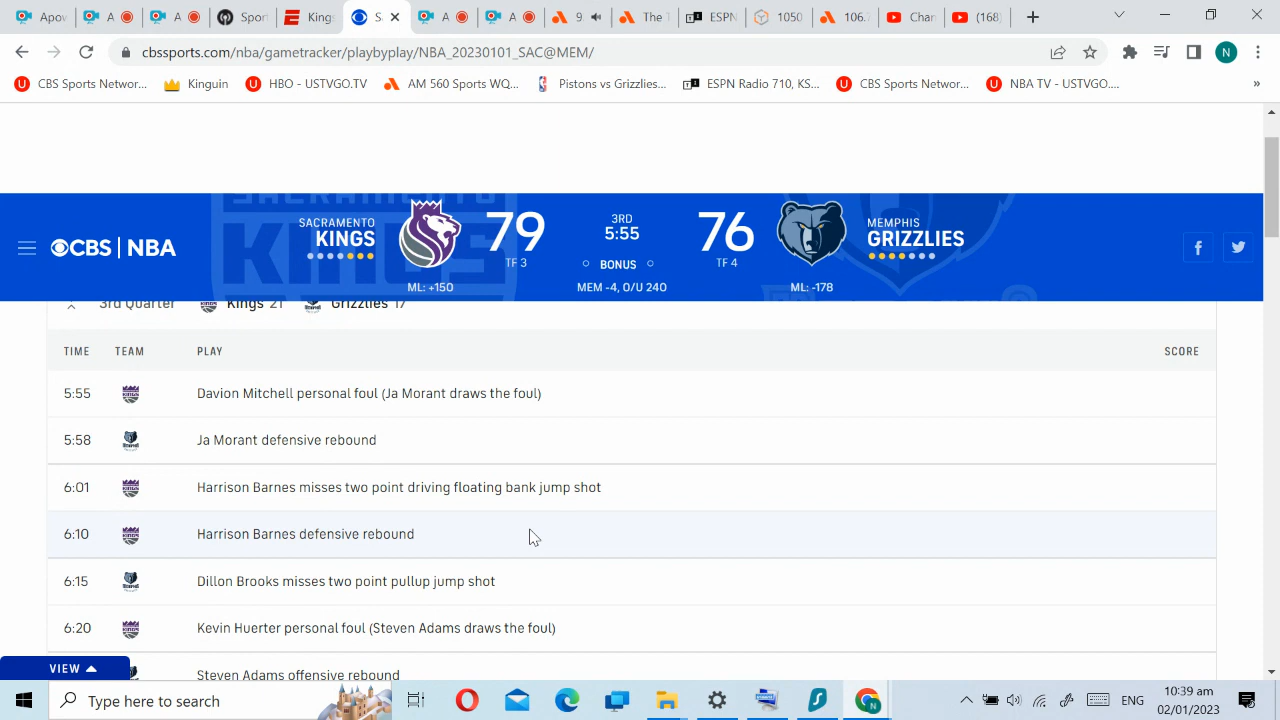 Apow
A
A
Spor
Kings
S
A
A
9
The T
ESPN
1050
106.7
Char
(168)
cbssports.com/nba/gametracker/playbyplay/NBA_20230101_SAC@MEM/
N
CBS Sports Networ...
Kinguin
HBO - USTVGO.TV
AM 560 Sports WQ...
Pistons vs Grizzlies...
ESPN Radio 710, KS...
CBS Sports Networ...
NBA TV - USTVGO....
»
CBS | NBA
SACRAMENTO
KINGS
79
TF 3
ML: +150
3RD
5:55
BONUS
MEM -4, O/U 240
76
TF 4
MEMPHIS
GRIZZLIES
ML: -178
3rd Quarter Kings 21 Grizzlies 17
TIME TEAM PLAY SCORE
5:55 Davion Mitchell personal foul (Ja Morant draws the foul)
5:58 Ja Morant defensive rebound
6:01 Harrison Barnes misses two point driving floating bank jump shot
6:10 Harrison Barnes defensive rebound
6:15 Dillon Brooks misses two point pullup jump shot
6:20 Kevin Huerter personal foul (Steven Adams draws the foul)
Steven Adams offensive rebound
VIEW
Type here to search
ENG
10:39 am
02/01/2023